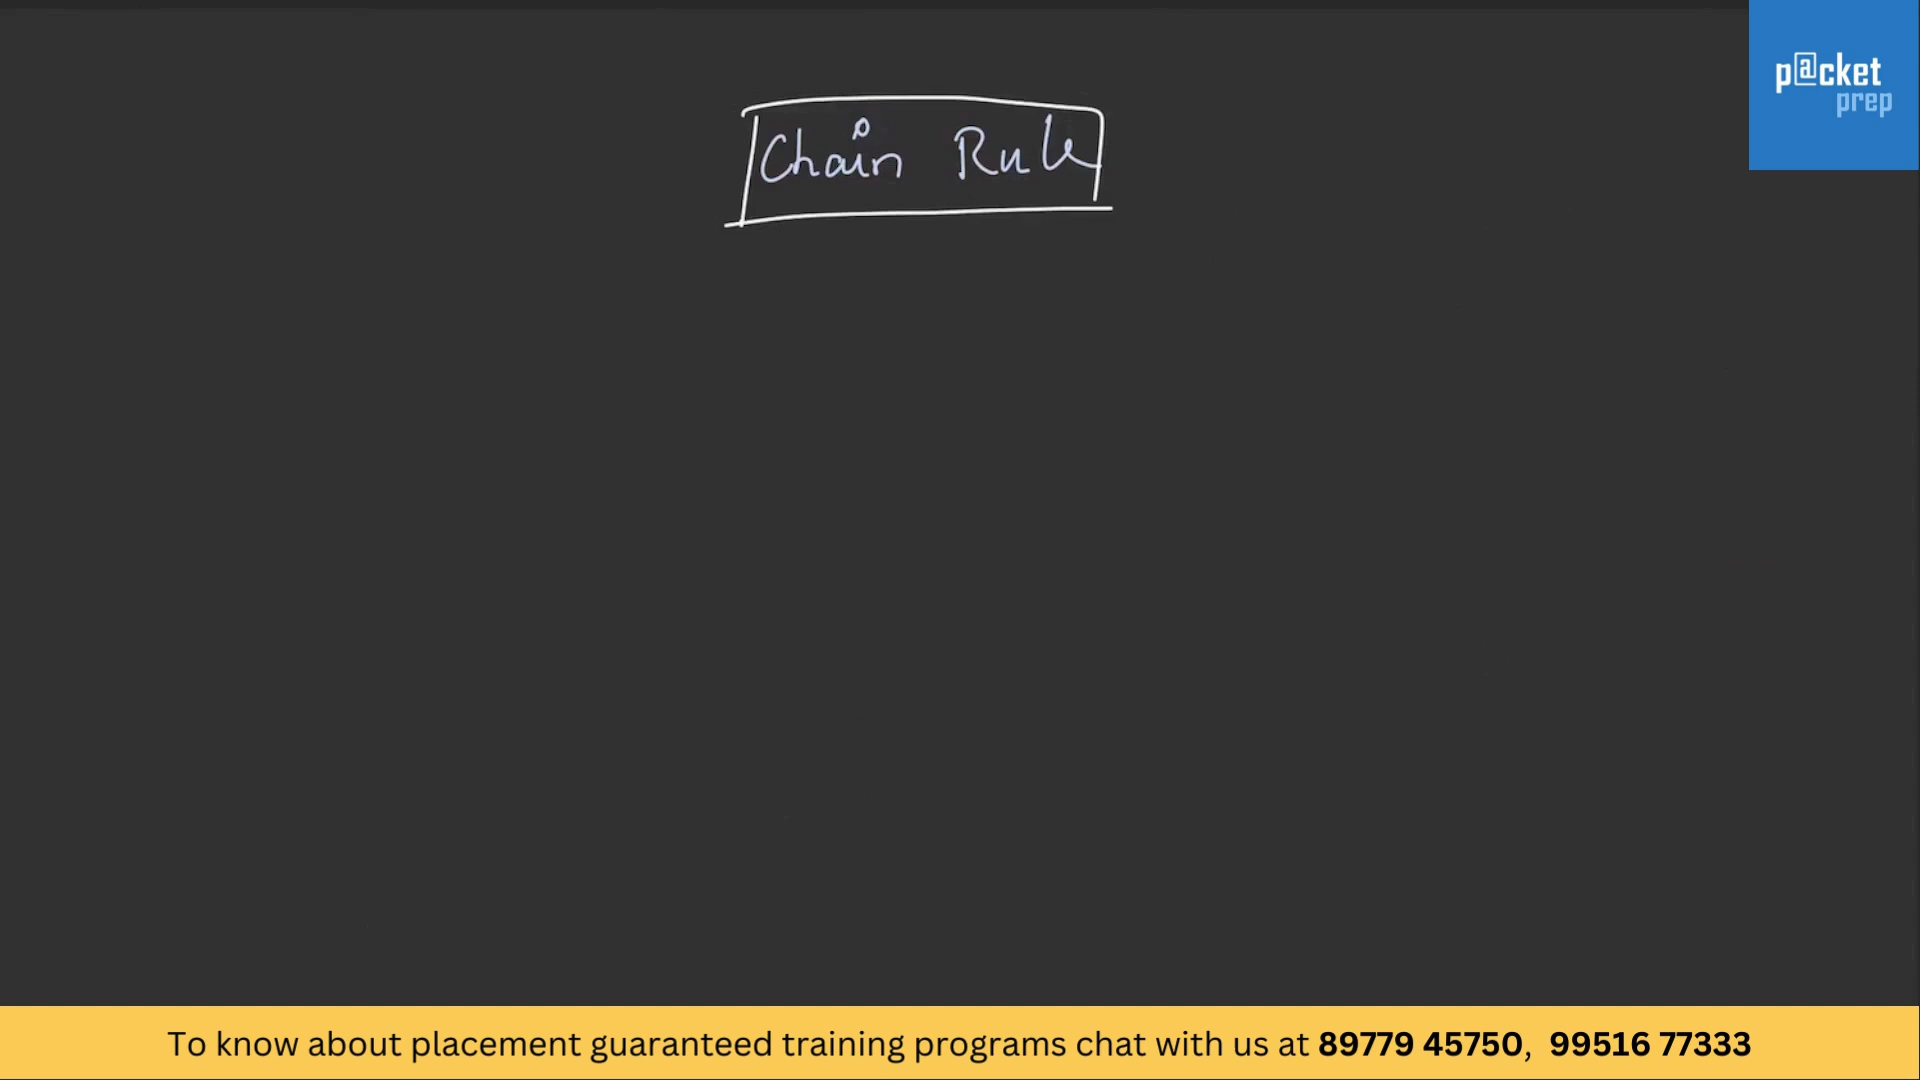 p@cket
prep
Chain Rule
To know about placement guaranteed training programs chat with us at 89779 45750, 99516 77333